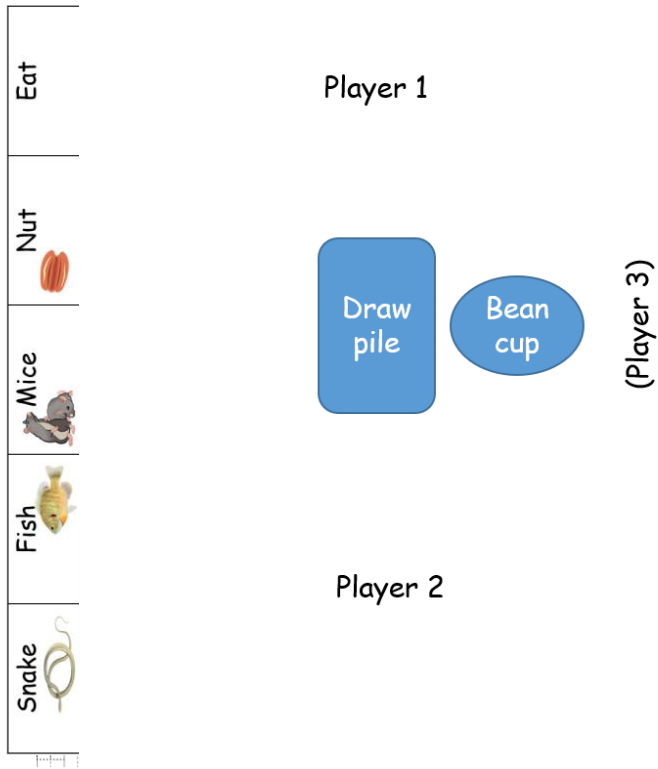 Eat
Nut
Mice
Fish
Snake
Player 1
Draw
pile
Bean
cup
(Player 3)
Player 2